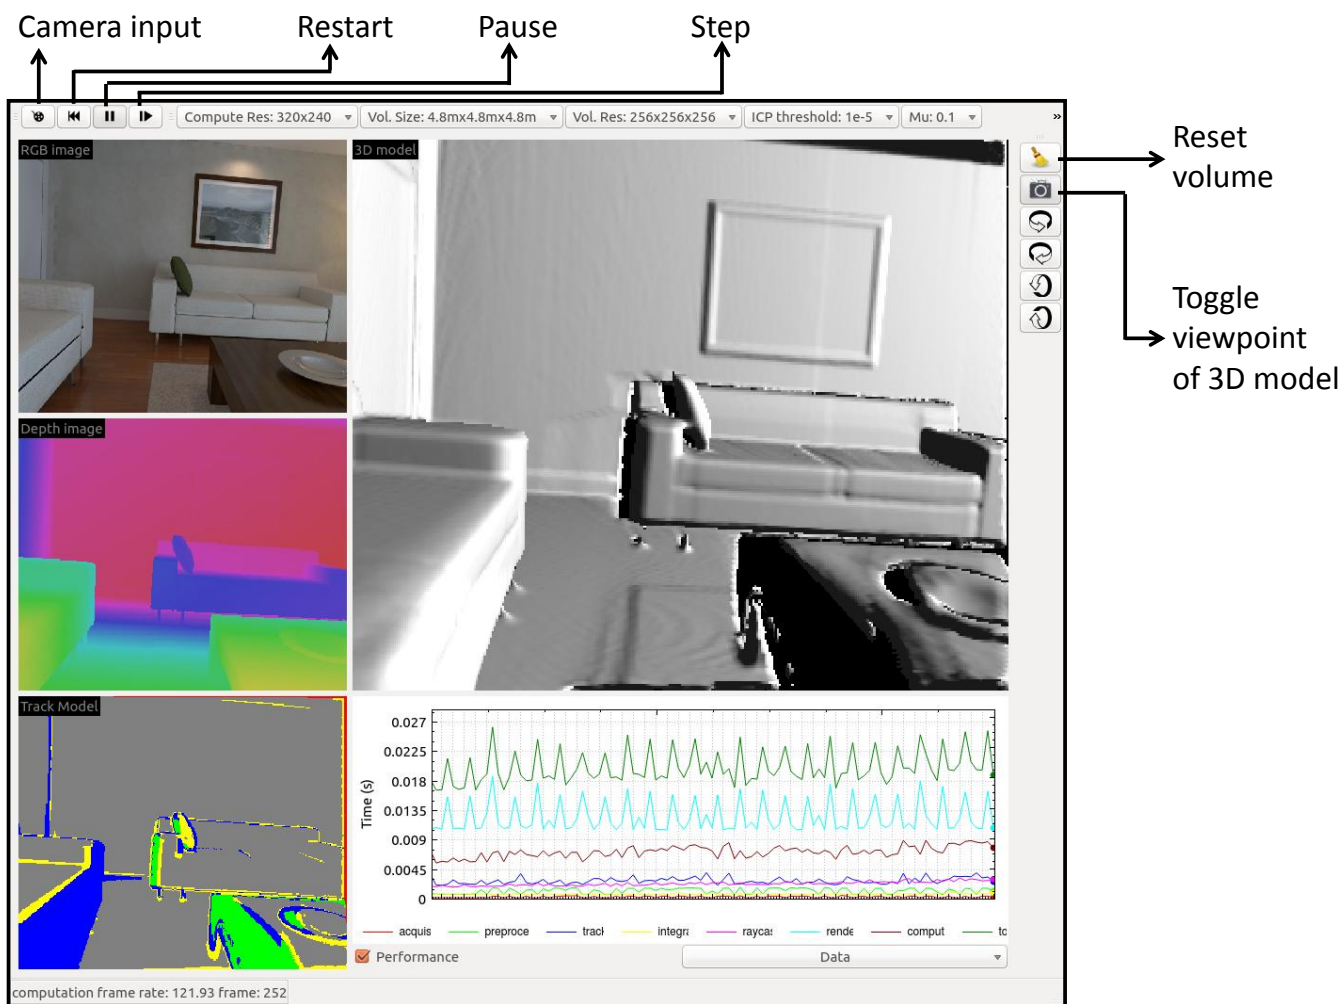 Camera input
Restart
Pause
Step
Compute Res: 320x240
Vol. Size: 4.8mx4.8mx4.8m
Vol. Res: 256x256x256
ICP threshold: 1e-5
Mu: 0.1
»
RGB image
3D model
Reset
volume
Toggle
viewpoint
of 3D model
Depth image
Track Model
Time (s)
0.027
0.0225
0.018
0.0135
0.009
0.0045
0
acquis
preproce
track
integra
raycas
rende
comput
to
Performance
Data
computation frame rate: 121.93 frame: 252